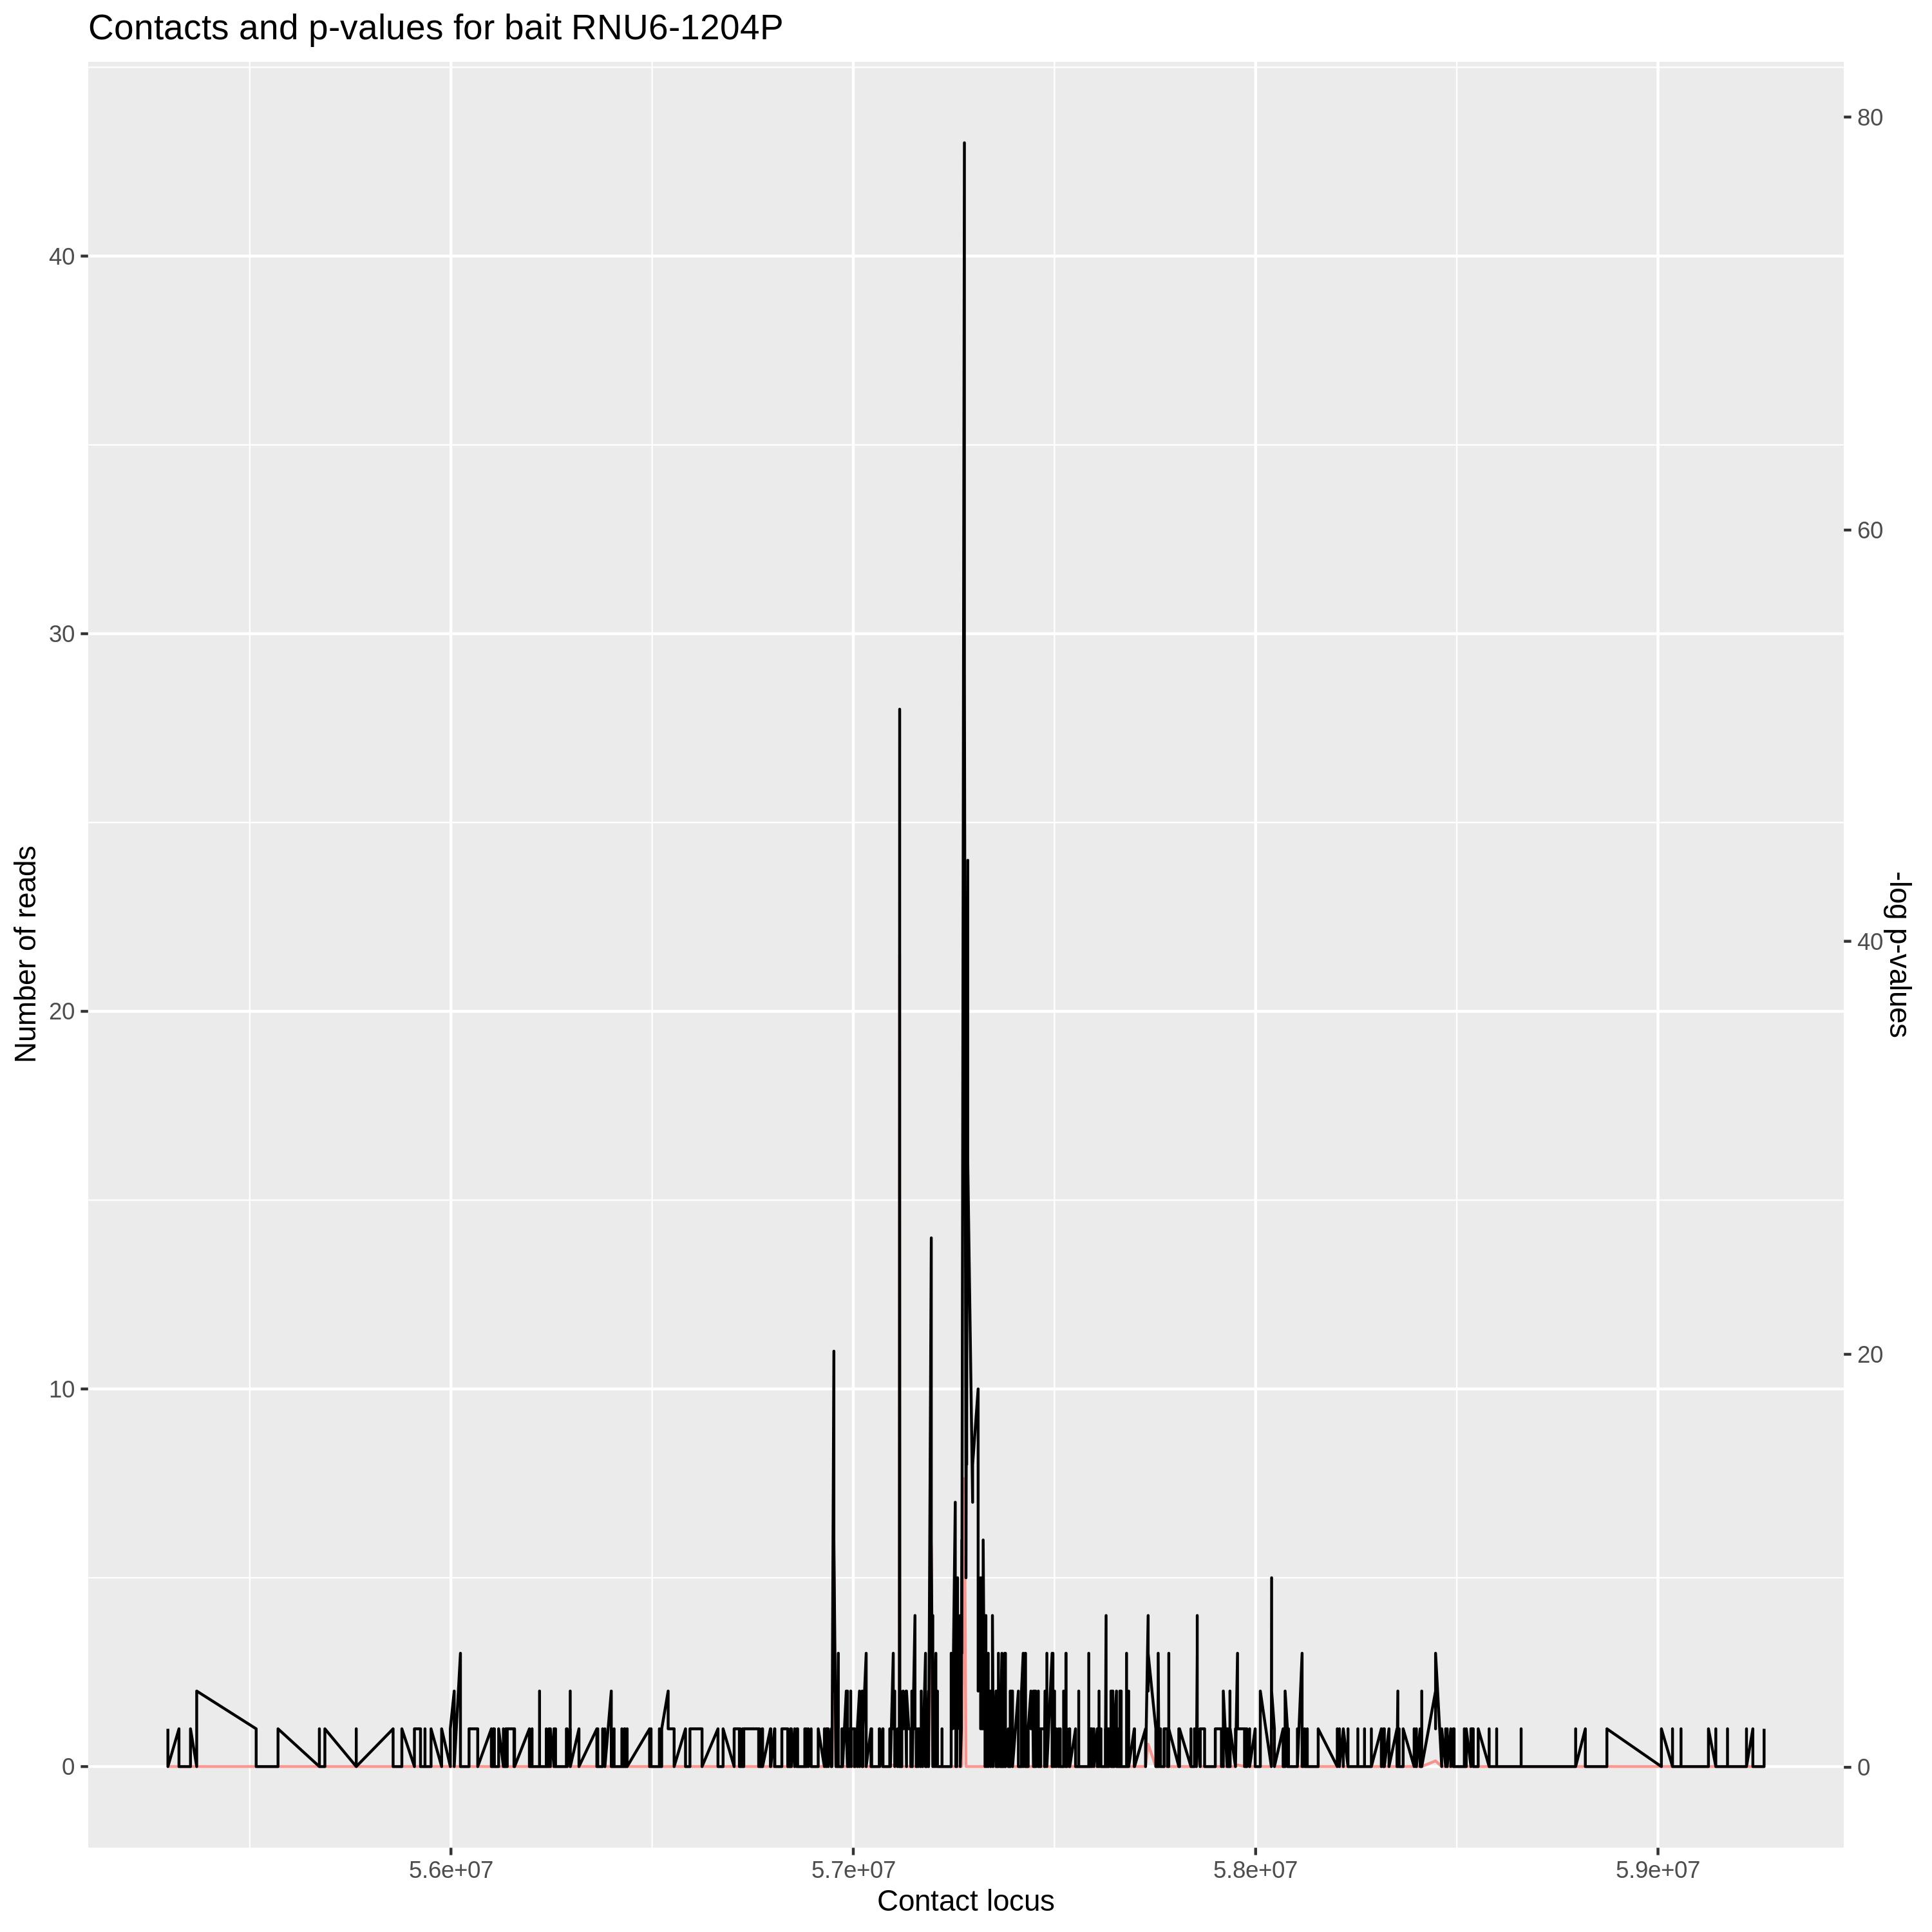 Contacts and p-values for bait RNU6-1204P
Number of reads
40
30
20
10
0
80
60
40
20
0
-log p-values
5.6e+07
5.7e+07
5.8e+07
5.9e+07
Contact locus